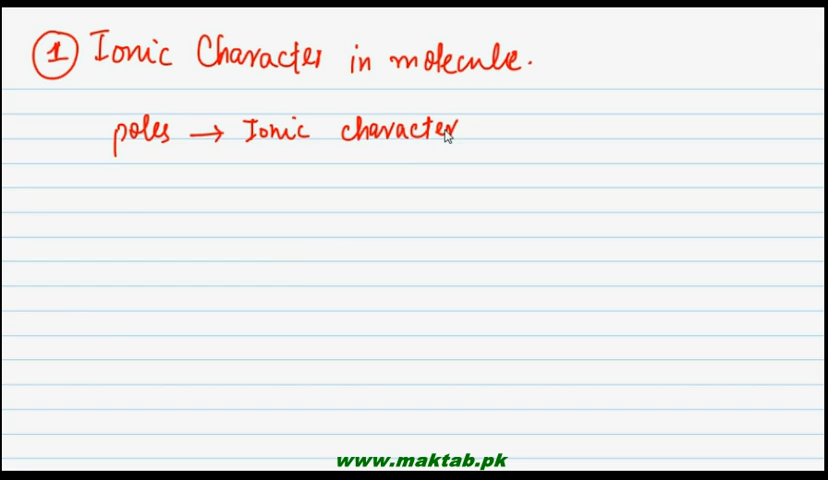 ① Ionic Character in molecule.
poles → Ionic character
www.maktab.pk